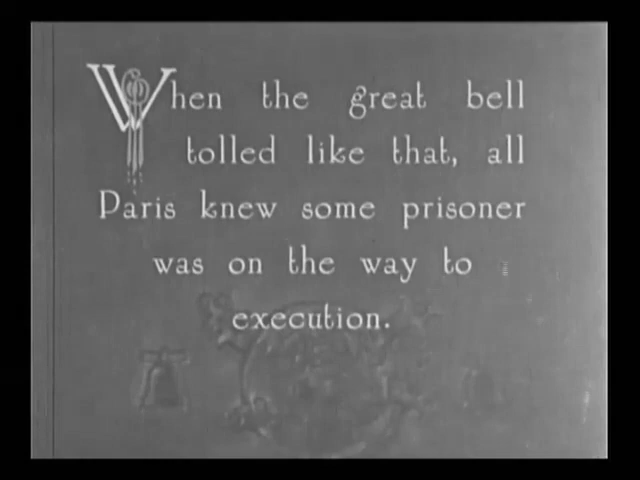 When the great bell
tolled like that, all
Paris knew some prisoner
was on the way to
execution.